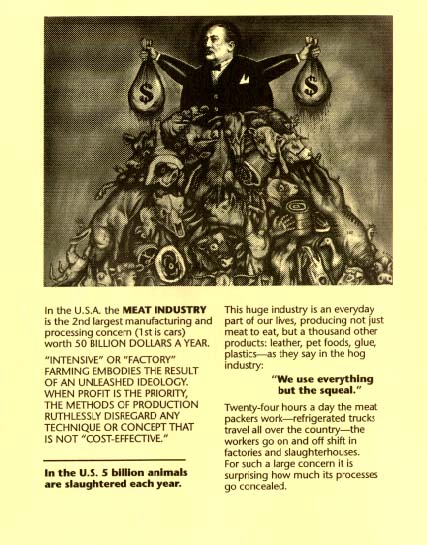 $
$
In the U.S.A. the MEAT INDUSTRY
is the 2nd largest manufacturing and
processing concern (1st is cars)
worth 50 BILLION DOLLARS A YEAR.
"INTENSIVE" OR "FACTORY"
FARMING EMBODIES THE RESULT
OF AN UNLEASHED IDEOLOGY.
WHEN PROFIT IS THE PRIORITY,
THE METHODS OF PRODUCTION
RUTHLESSLY DISREGARD ANY
TECHNIQUE OR CONCEPT THAT
IS NOT "COST-EFFECTIVE."
In the U.S. 5 billion animals
are slaughtered each year.
This huge industry is an everyday
part of our lives, producing not just
meat to eat, but a thousand other
products: leather, pet foods, glue,
plastics—as they say in the hog
industry:
"We use everything
but the squeal."
Twenty-four hours a day the meat
packers work—refrigerated trucks
travel all over the country—the
workers go on and off shift in
factories and slaughterhouses.
For such a large concern it is
surprising how much its processes
go concealed.